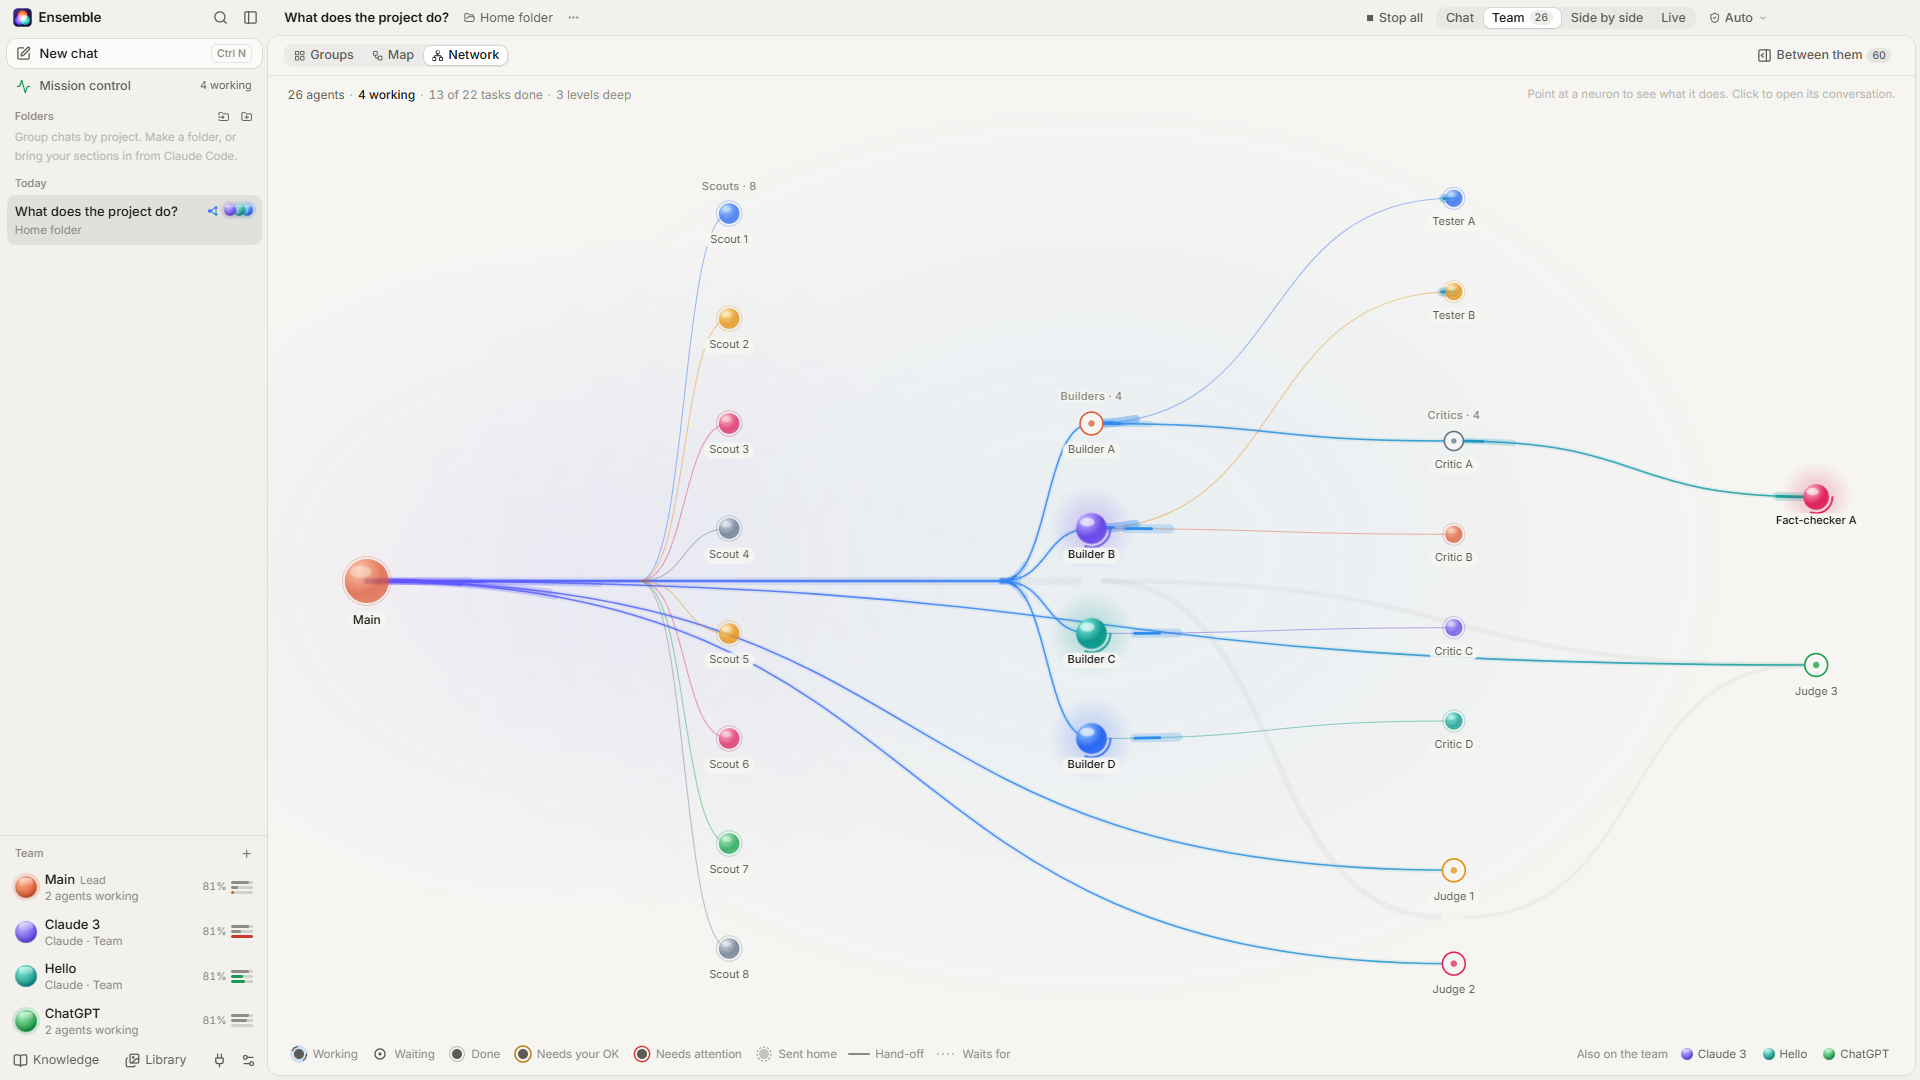 Ensemble
New chat
Ctrl N
Mission control
4 working
Folders
Group chats by project. Make a folder, or
bring your sections in from Claude Code.
Today
What does the project do?
Home folder
Team
Main Lead
2 agents working
81%
Claude 3
Claude · Team
81%
Hello
Claude · Team
81%
ChatGPT
2 agents working
81%
Knowledge
Library
What does the project do?
Home folder
Stop all
Chat
Team 26
Side by side
Live
Auto
Groups
Map
Network
Between them 60
26 agents · 4 working · 13 of 22 tasks done · 3 levels deep
Point at a neuron to see what it does. Click to open its conversation.
Main
Scouts · 8
Scout 1
Scout 2
Scout 3
Scout 4
Scout 5
Scout 6
Scout 7
Scout 8
Builders · 4
Builder A
Builder B
Builder C
Builder D
Tester A
Tester B
Critics · 4
Critic A
Critic B
Critic C
Critic D
Judge 1
Judge 2
Fact-checker A
Judge 3
Working
Waiting
Done
Needs your OK
Needs attention
Sent home
Hand-off
Waits for
Also on the team
Claude 3
Hello
ChatGPT